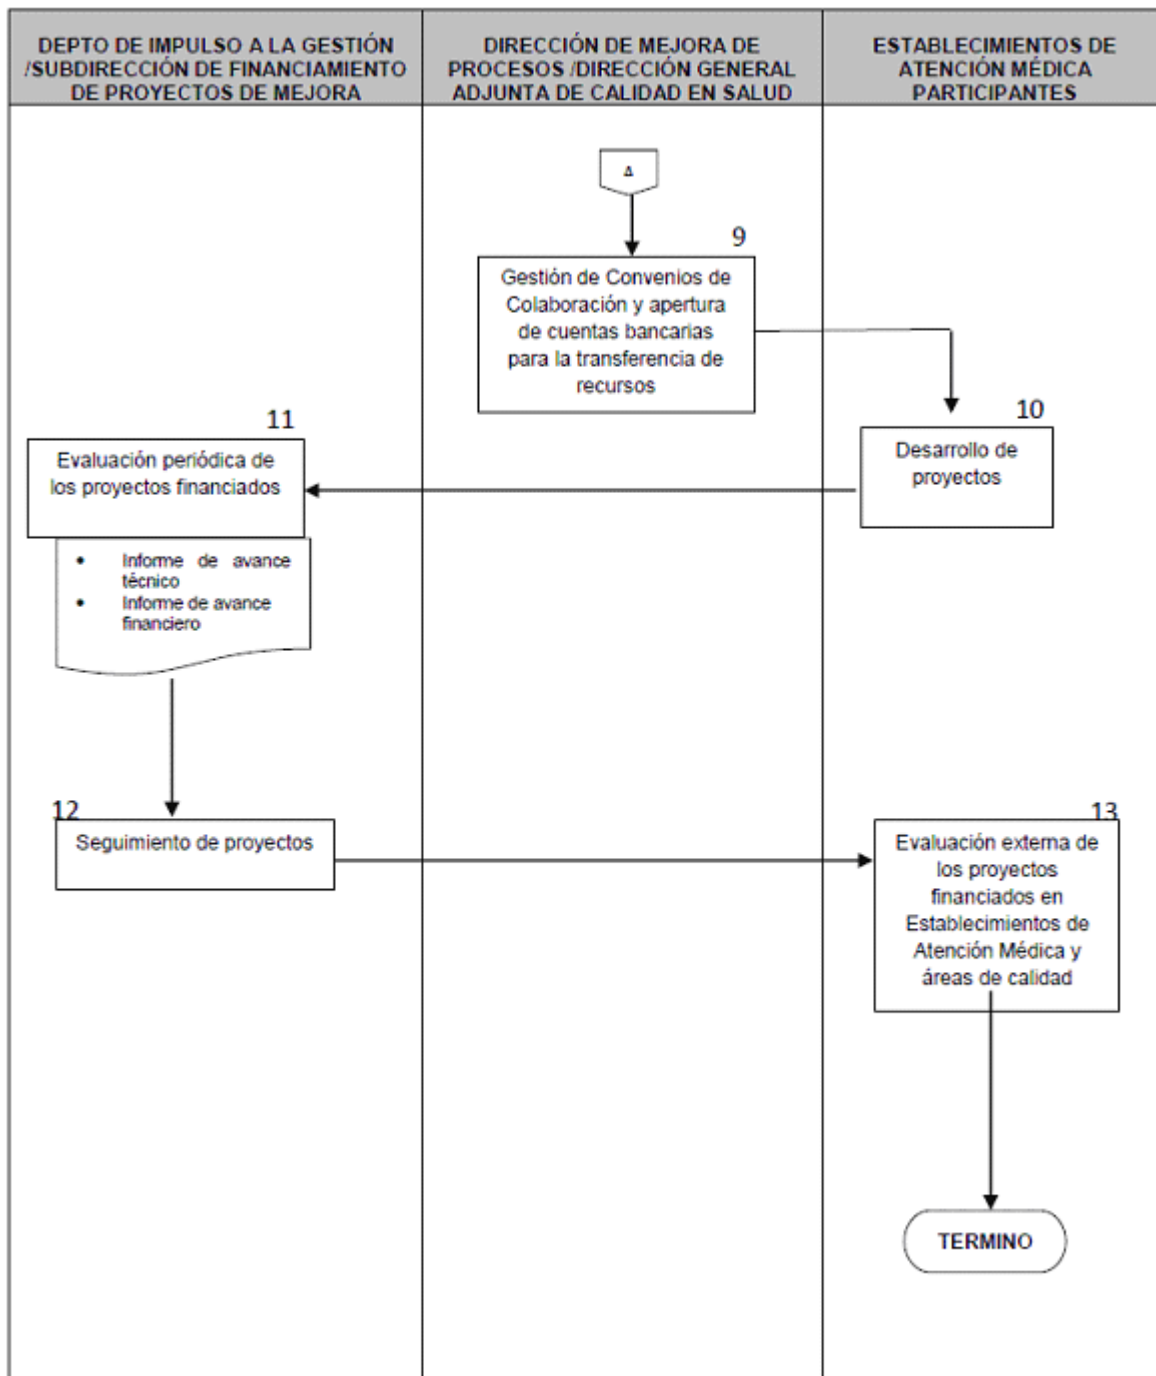 DEPTO DE IMPULSO A LA GESTIÓN
/SUBDIRECCIÓN DE FINANCIAMIENTO
DE PROYECTOS DE MEJORA
DIRECCIÓN DE MEJORA DE
PROCESOS /DIRECCIÓN GENERAL
ADJUNTA DE CALIDAD EN SALUD
ESTABLECIMIENTOS DE
ATENCIÓN MÉDICA
PARTICIPANTES
A
9
Gestión de Convenios de
Colaboración y apertura
de cuentas bancarias
para la transferencia de
recursos
10
Desarrollo de
proyectos
11
Evaluación periódica de
los proyectos financiados
• Informe de avance
técnico
• Informe de avance
financiero
12
Seguimiento de proyectos
13
Evaluación externa de
los proyectos
financiados en
Establecimientos de
Atención Médica y
áreas de calidad
TERMINO